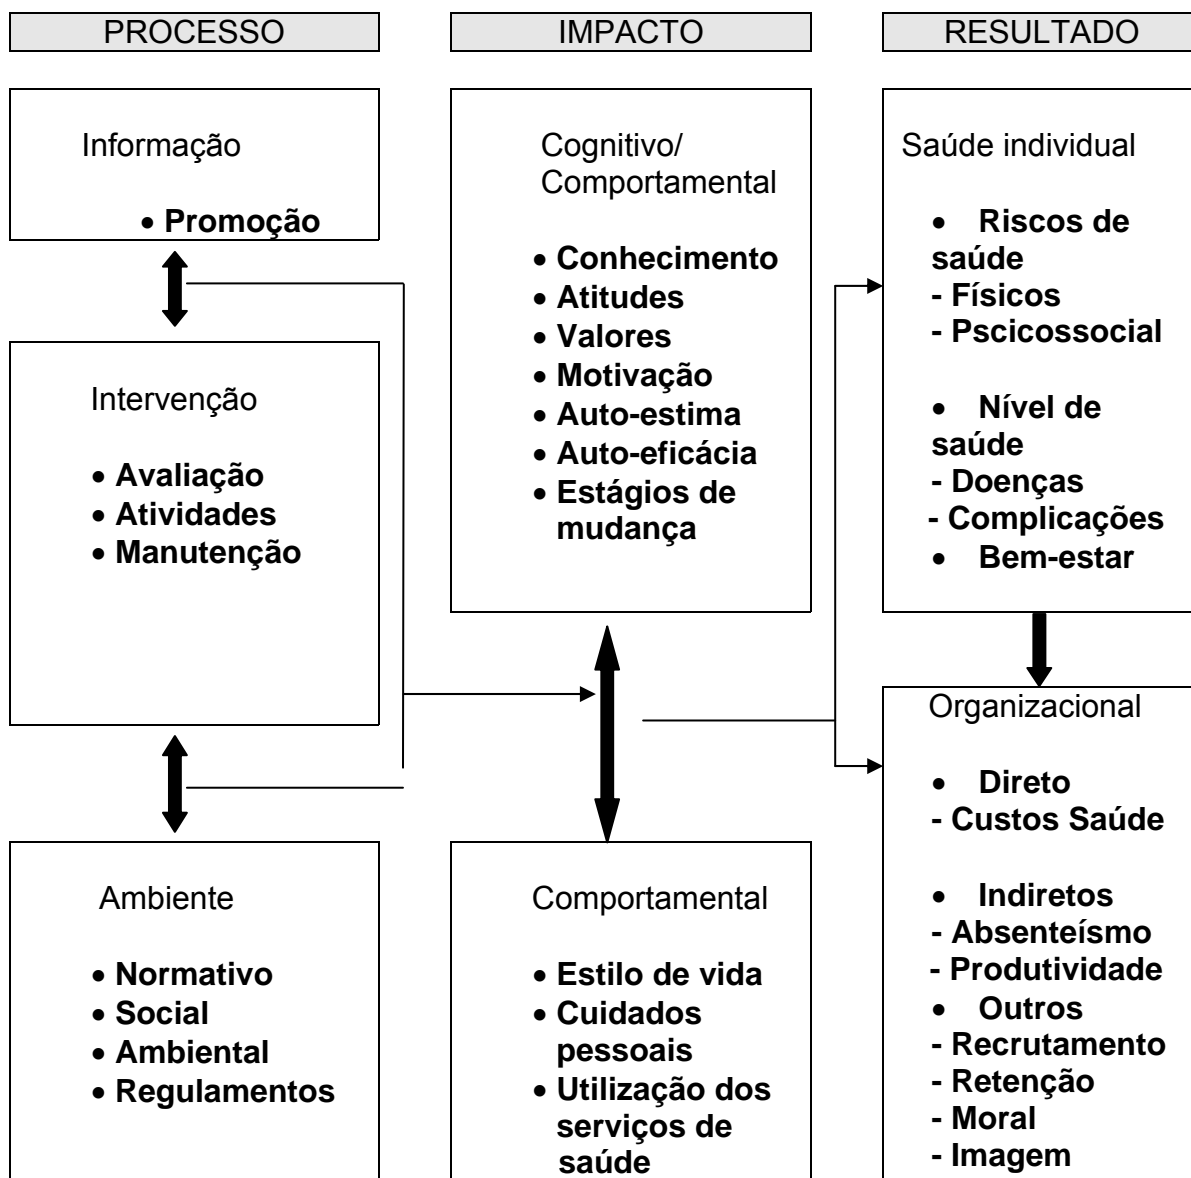 PROCESSO
IMPACTO
RESULTADO
Informação
• Promoção
Intervenção
• Avaliação
• Atividades
• Manutenção
Ambiente
• Normativo
• Social
• Ambiental
• Regulamentos
Cognitivo/
Comportamental
• Conhecimento
• Atitudes
• Valores
• Motivação
• Auto-estima
• Auto-eficácia
• Estágios de
mudança
Comportamental
• Estilo de vida
• Cuidados
pessoais
• Utilização dos
serviços de
saúde
Saúde individual
• Riscos de
saúde
- Físicos
- Pscicossocial
• Nível de
saúde
- Doenças
- Complicações
• Bem-estar
Organizacional
• Direto
- Custos Saúde
• Indiretos
- Absenteísmo
- Produtividade
• Outros
- Recrutamento
- Retenção
- Moral
- Imagem